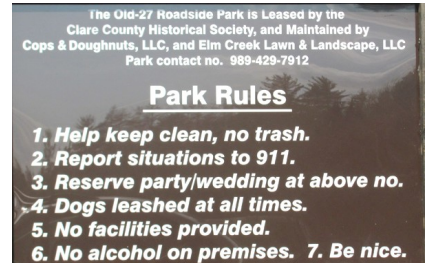 The Old-27 Roadside Park is Leased by the
Clare County Historical Society, and Maintained by
Cops & Doughnuts, LLC, and Elm Creek Lawn & Landscape, LLC
Park contact no. 989-429-7912
Park Rules
1. Help keep clean, no trash.
2. Report situations to 911.
3. Reserve party/wedding at above no.
4. Dogs leashed at all times.
5. No facilities provided.
6. No alcohol on premises. 7. Be nice.